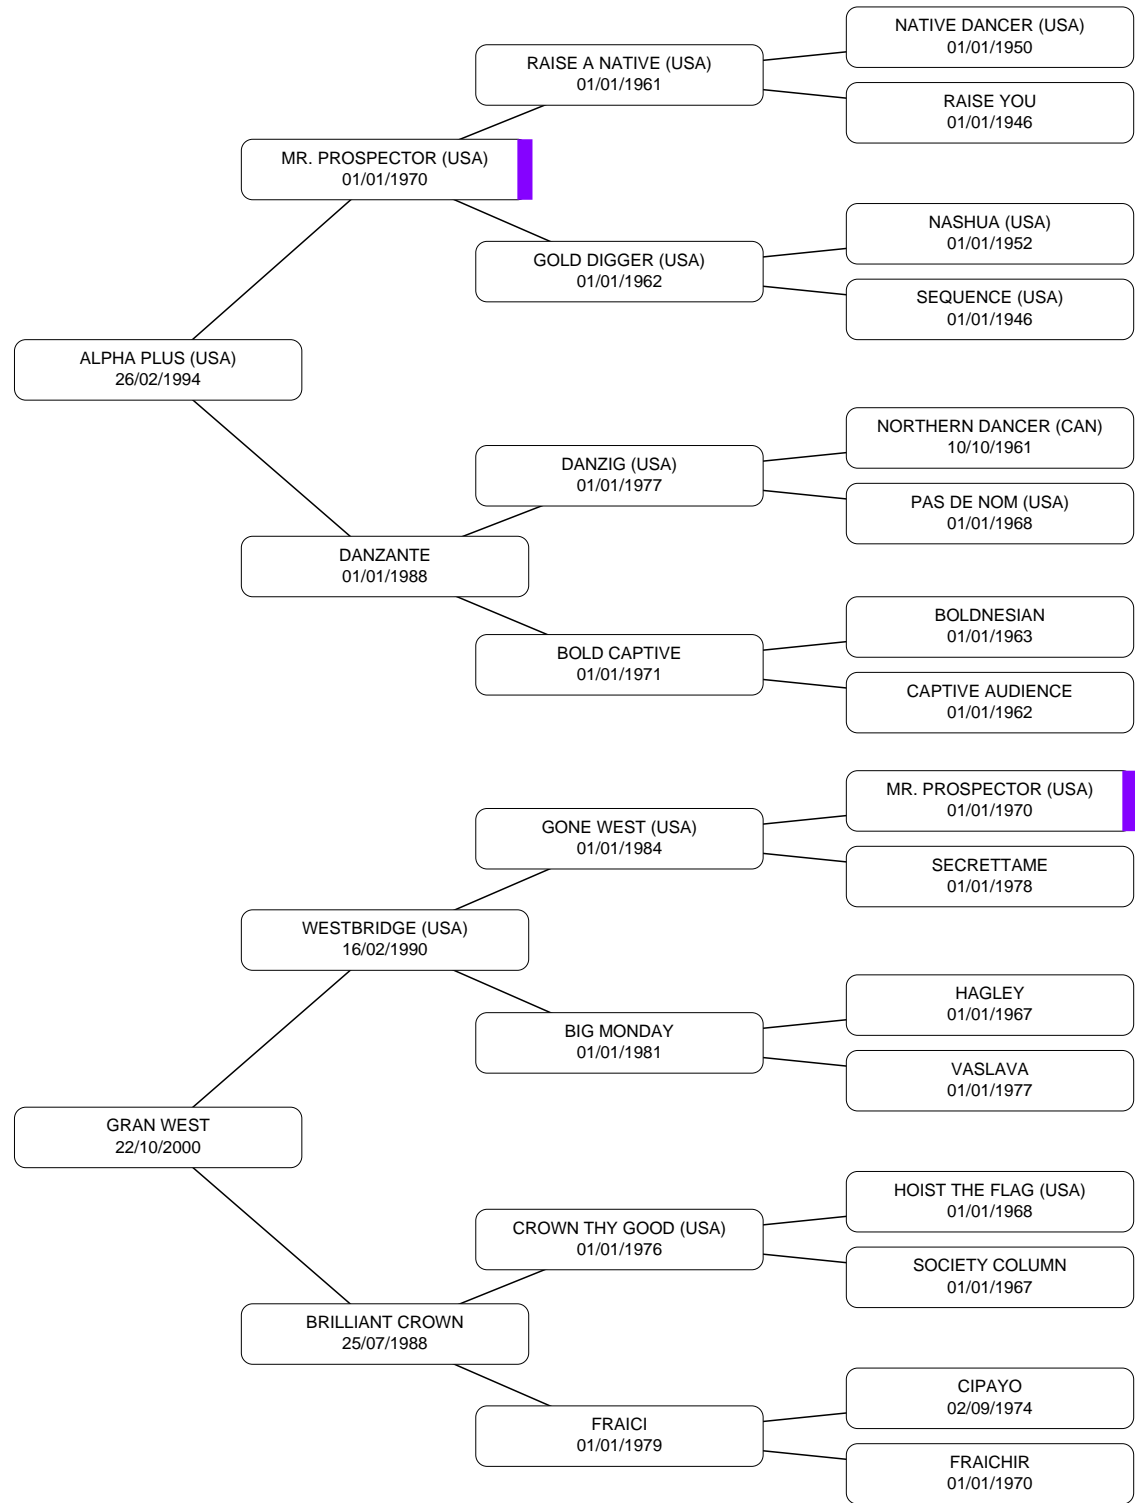 NATIVE DANCER (USA)
01/01/1950
RAISE A NATIVE (USA)
01/01/1961
RAISE YOU
01/01/1946
MR. PROSPECTOR (USA)
01/01/1970
NASHUA (USA)
01/01/1952
GOLD DIGGER (USA)
01/01/1962
SEQUENCE (USA)
01/01/1946
ALPHA PLUS (USA)
26/02/1994
NORTHERN DANCER (CAN)
10/10/1961
DANZIG (USA)
01/01/1977
PAS DE NOM (USA)
01/01/1968
DANZANTE
01/01/1988
BOLDNESIAN
01/01/1963
BOLD CAPTIVE
01/01/1971
CAPTIVE AUDIENCE
01/01/1962
MR. PROSPECTOR (USA)
01/01/1970
GONE WEST (USA)
01/01/1984
SECRETTAME
01/01/1978
WESTBRIDGE (USA)
16/02/1990
HAGLEY
01/01/1967
BIG MONDAY
01/01/1981
VASLAVA
01/01/1977
GRAN WEST
22/10/2000
HOIST THE FLAG (USA)
01/01/1968
CROWN THY GOOD (USA)
01/01/1976
SOCIETY COLUMN
01/01/1967
BRILLIANT CROWN
25/07/1988
CIPAYO
02/09/1974
FRAICI
01/01/1979
FRAICHIR
01/01/1970